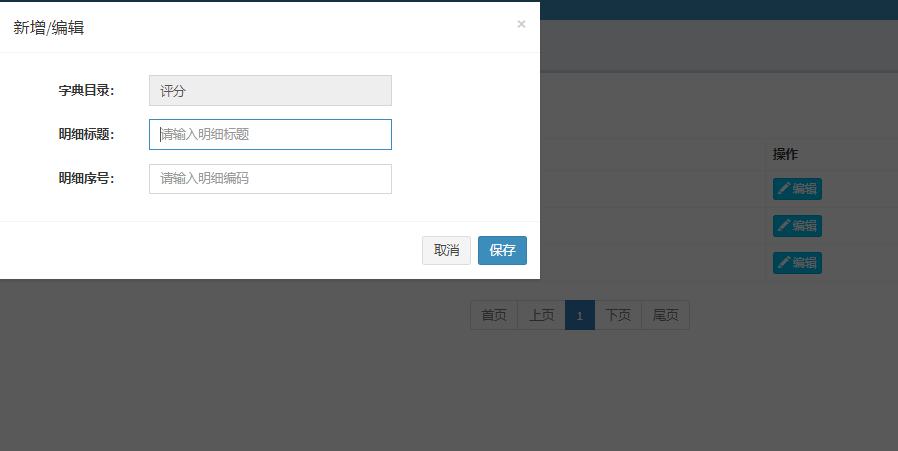 新增/编辑
×
字典目录: 评分
明细标题: 请输入明细标题
明细序号: 请输入明细编码
取消 保存
操作
编辑
编辑
编辑
首页 上页 1 下页 尾页